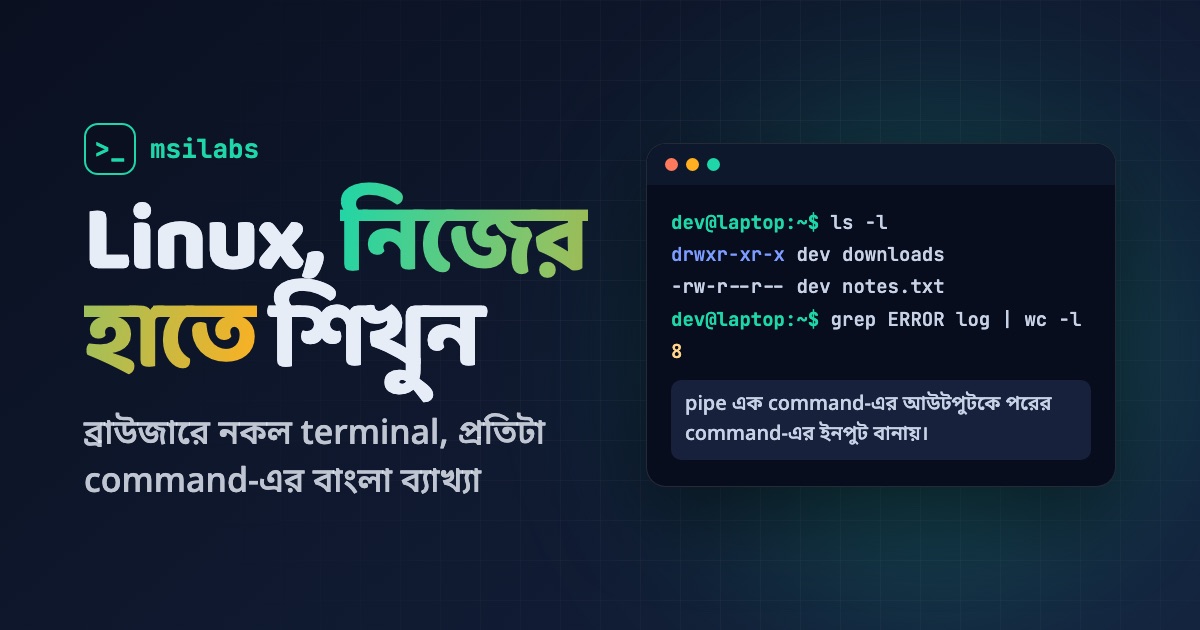 >_ msilabs
Linux, নিজের
হাতে শিখুন
ব্রাউজারে নকল terminal, প্রতিটা
command-এর বাংলা ব্যাখ্যা
dev@laptop:~$ ls -l
drwxr-xr-x dev downloads
-rw-r--r-- dev notes.txt
dev@laptop:~$ grep ERROR log | wc -l
8
pipe এক command-এর আউটপুটকে পরের
command-এর ইনপুট বানায়।